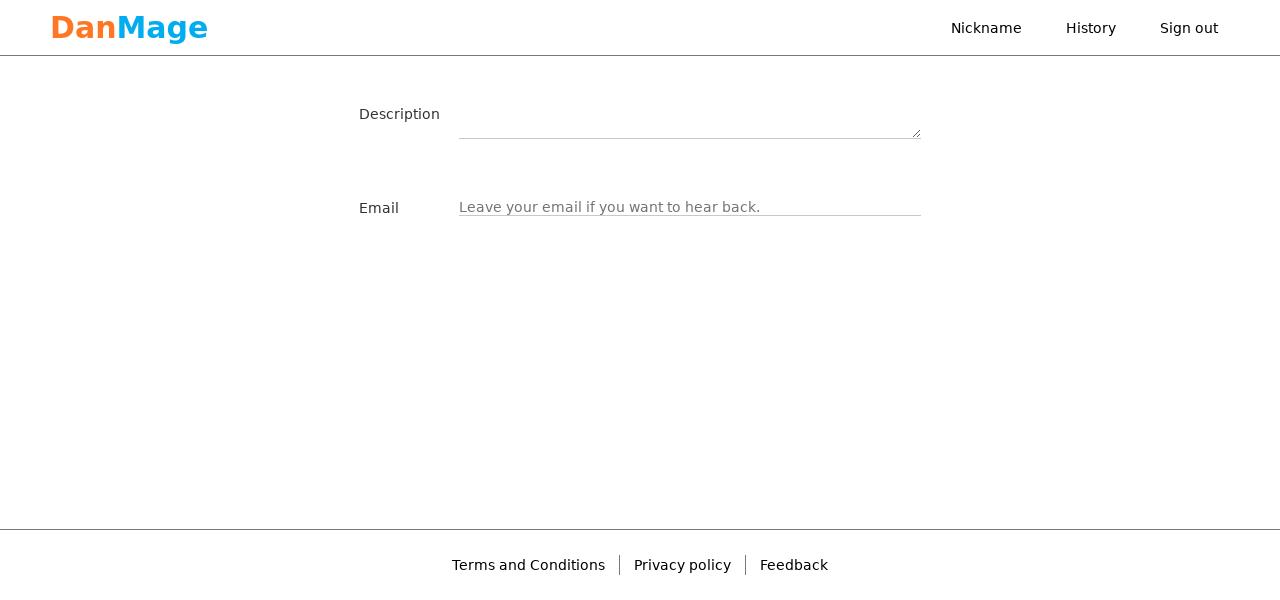 DanMage Nickname History Sign out
Description
Email Leave your email if you want to hear back.
Terms and Conditions Privacy policy Feedback